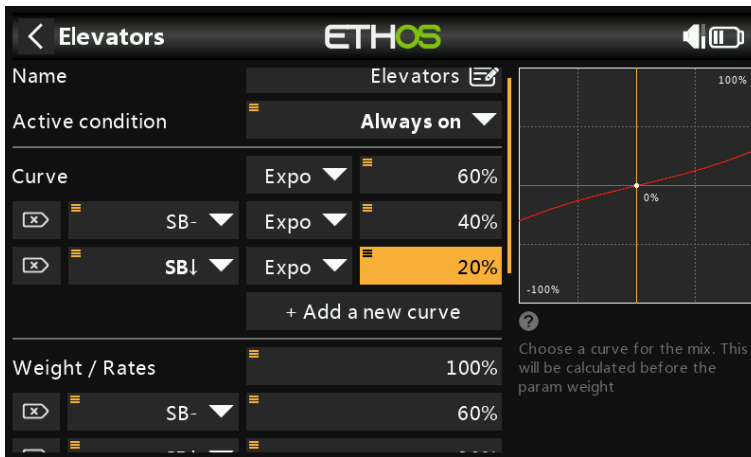 Elevators ETHOS
Name Elevators
Active condition Always on
Curve Expo 60%
SB- Expo 40%
SB↓ Expo 20%
+ Add a new curve
Weight / Rates 100%
SB- 60%
100%
0%
-100%
Choose a curve for the mix. This
will be calculated before the
param weight